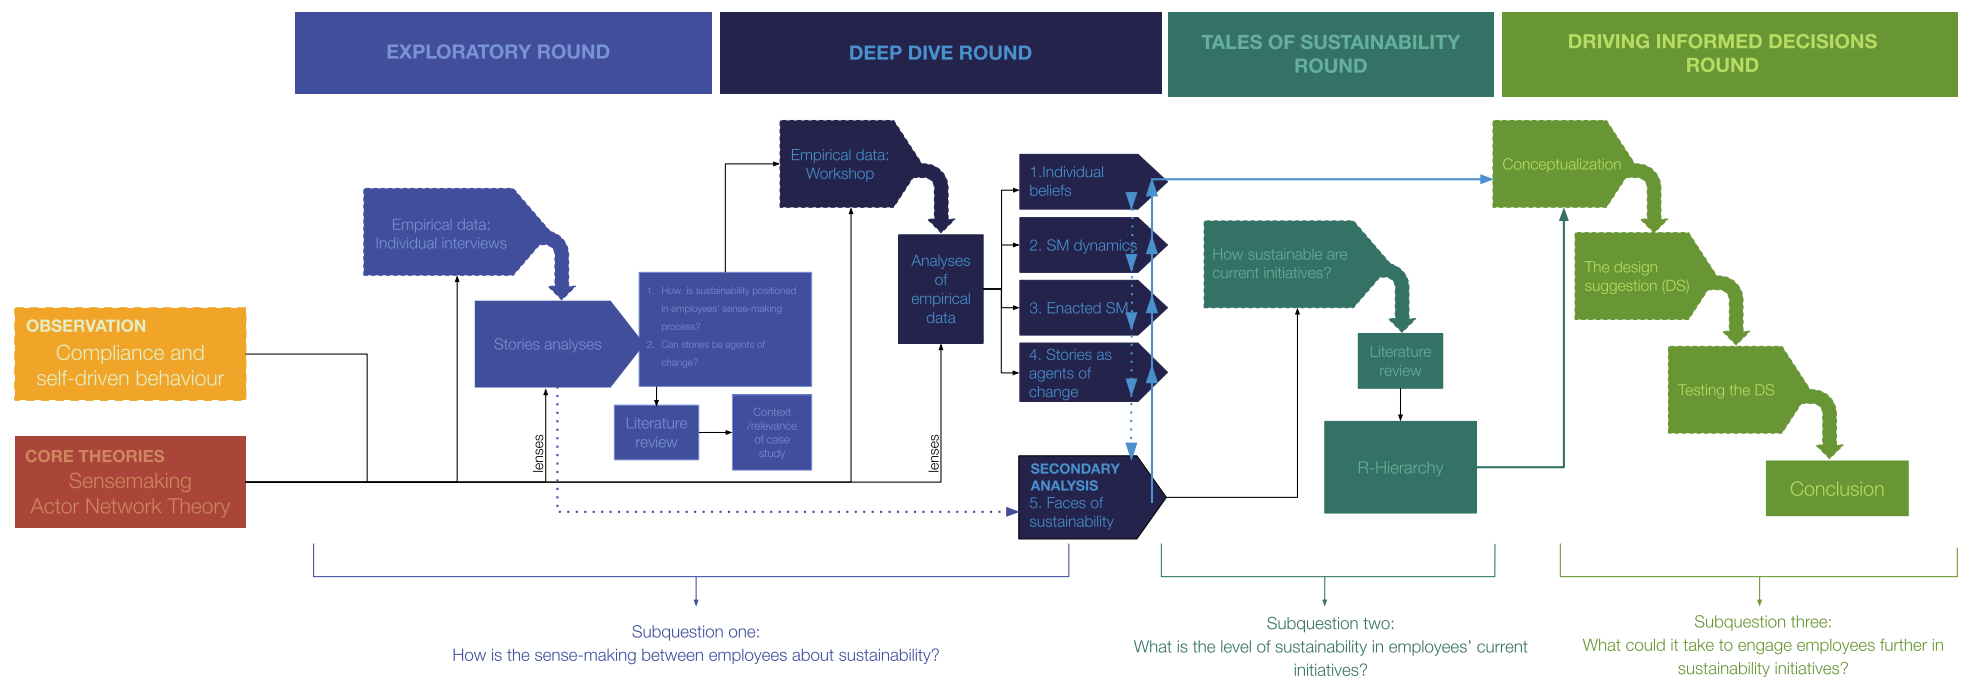 EXPLORATORY ROUND
DEEP DIVE ROUND
TALES OF SUSTAINABILITY
ROUND
DRIVING INFORMED DECISIONS
ROUND
OBSERVATION
Compliance and
self-driven behaviour
CORE THEORIES
Sensemaking
Actor Network Theory
Empirical data:
Individual interviews
Stories analyses
lenses
1. How is sustainability positioned
in employees' sense-making
process?
2. Can stories be agents of
change?
Literature
review
Context
/relevance
of case
study
Empirical data:
Workshop
Analyses
of
empirical
data
lenses
1.Individual
beliefs
2. SM dynamics
3. Enacted SM
4. Stories as
agents of
change
SECONDARY
ANALYSIS
5. Faces of
sustainability
How sustainable are
current initiatives?
Literature
review
R-Hierarchy
Conceptualization
The design
suggestion (DS)
Testing the DS
Conclusion
Subquestion one:
How is the sense-making between employees about sustainability?
Subquestion two:
What is the level of sustainability in employees' current
initiatives?
Subquestion three:
What could it take to engage employees further in
sustainability initiatives?